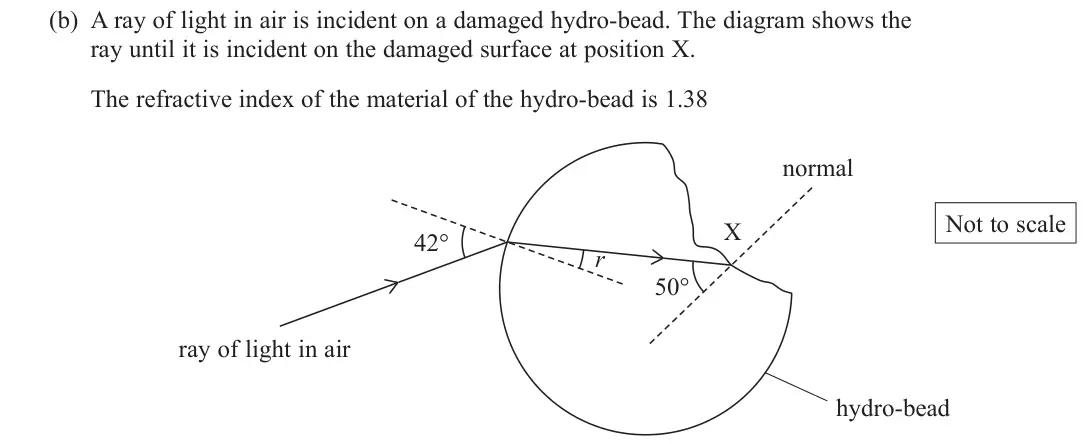 (b) A ray of light in air is incident on a damaged hydro-bead. The diagram shows the
ray until it is incident on the damaged surface at position X.
The refractive index of the material of the hydro-bead is 1.38
normal
Not to scale
X
42°
r
50°
ray of light in air
hydro-bead